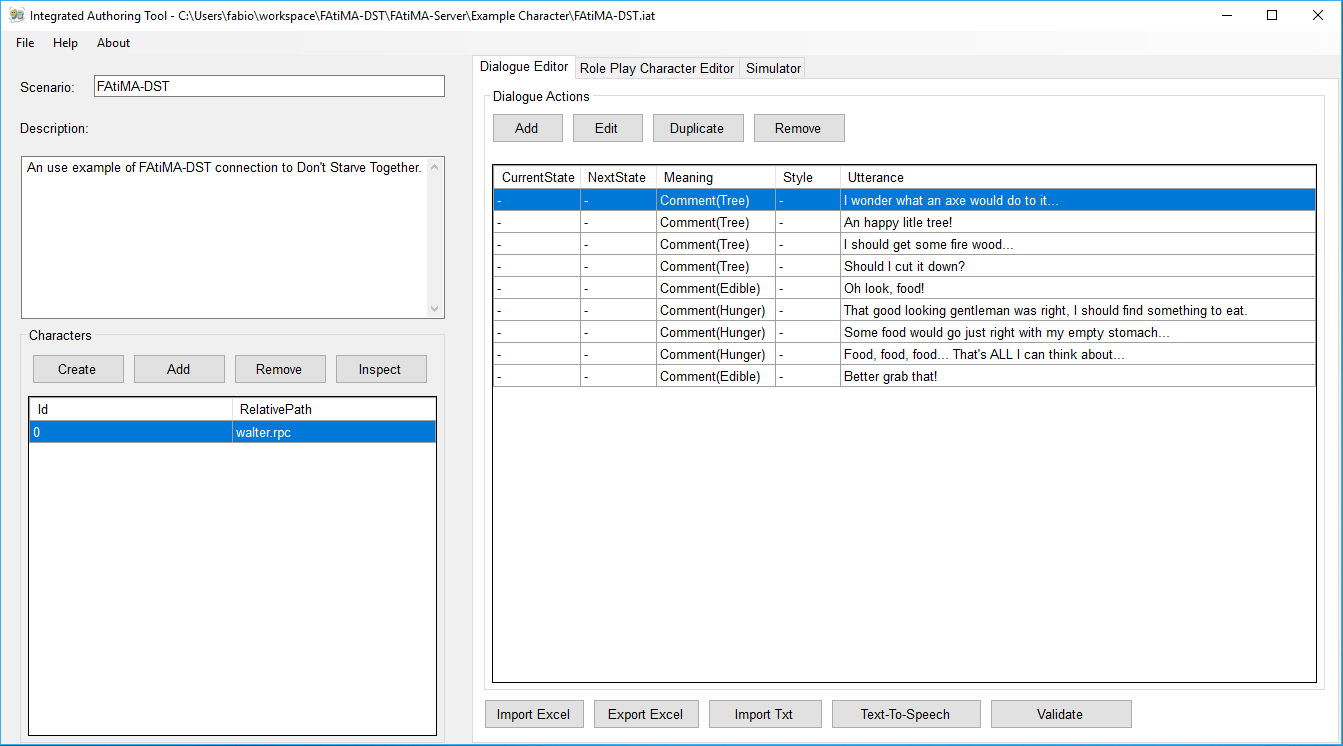 Integrated Authoring Tool - C:\Users\fabio\workspace\FAtiMA-DST\FAtiMA-Server\Example Character\FAtiMA-DST.iat
File Help About
Scenario: FAtiMA-DST
Description:
An use example of FAtiMA-DST connection to Don't Starve Together.
Characters
Create Add Remove Inspect
Id RelativePath
0 walter.rpc
Dialogue Editor Role Play Character Editor Simulator
Dialogue Actions
Add Edit Duplicate Remove
CurrentState NextState Meaning Style Utterance
- - Comment(Tree) - I wonder what an axe would do to it...
- - Comment(Tree) - An happy litle tree!
- - Comment(Tree) - I should get some fire wood...
- - Comment(Tree) - Should I cut it down?
- - Comment(Edible) - Oh look, food!
- - Comment(Hunger) - That good looking gentleman was right, I should find something to eat.
- - Comment(Hunger) - Some food would go just right with my empty stomach...
- - Comment(Hunger) - Food, food, food... That's ALL I can think about...
- - Comment(Edible) - Better grab that!
Import Excel Export Excel Import Txt Text-To-Speech Validate